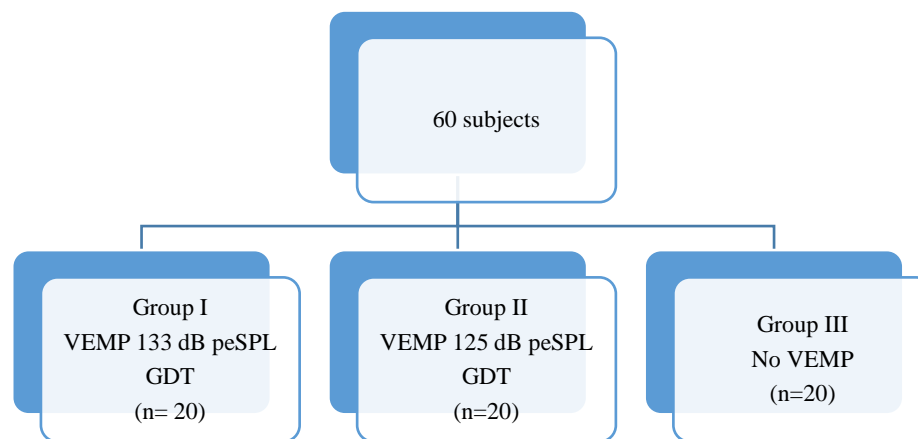 60 subjects
Group I
VEMP 133 dB peSPL
GDT
(n= 20)
Group II
VEMP 125 dB peSPL
GDT
(n=20)
Group III
No VEMP
(n=20)